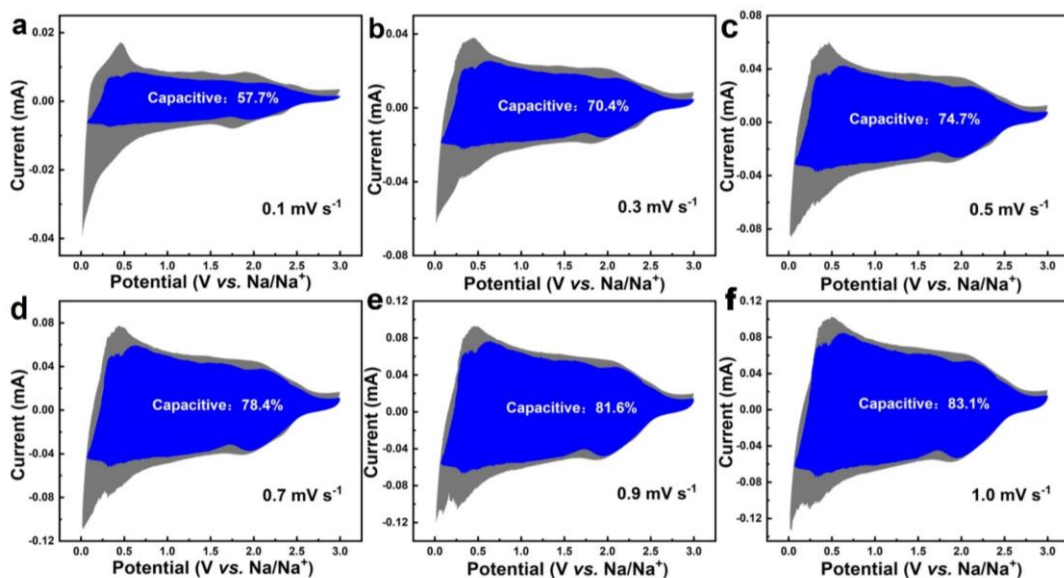 a
0.02
0.00
-0.02
-0.04
Current (mA)
Capacitive：57.7%
0.1 mV s⁻¹
0.0 0.5 1.0 1.5 2.0 2.5 3.0
Potential (V vs. Na/Na⁺)
b
0.04
0.00
-0.04
-0.08
Current (mA)
Capacitive：70.4%
0.3 mV s⁻¹
0.0 0.5 1.0 1.5 2.0 2.5 3.0
Potential (V vs. Na/Na⁺)
c
0.08
0.04
0.00
-0.04
-0.08
Current (mA)
Capacitive：74.7%
0.5 mV s⁻¹
0.0 0.5 1.0 1.5 2.0 2.5 3.0
Potential (V vs. Na/Na⁺)
d
0.08
0.04
0.00
-0.04
-0.08
-0.12
Current (mA)
Capacitive：78.4%
0.7 mV s⁻¹
0.0 0.5 1.0 1.5 2.0 2.5 3.0
Potential (V vs. Na/Na⁺)
e
0.12
0.08
0.04
0.00
-0.04
-0.08
-0.12
Current (mA)
Capacitive：81.6%
0.9 mV s⁻¹
0.0 0.5 1.0 1.5 2.0 2.5 3.0
Potential (V vs. Na/Na⁺)
f
0.10
0.05
0.00
-0.05
-0.10
Current (mA)
Capacitive：83.1%
1.0 mV s⁻¹
0.0 0.5 1.0 1.5 2.0 2.5 3.0
Potential (V vs. Na/Na⁺)